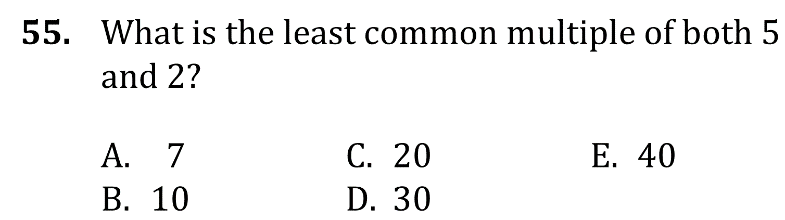 55. What is the least common multiple of both 5
and 2?
A. 7 C. 20 E. 40
B. 10 D. 30